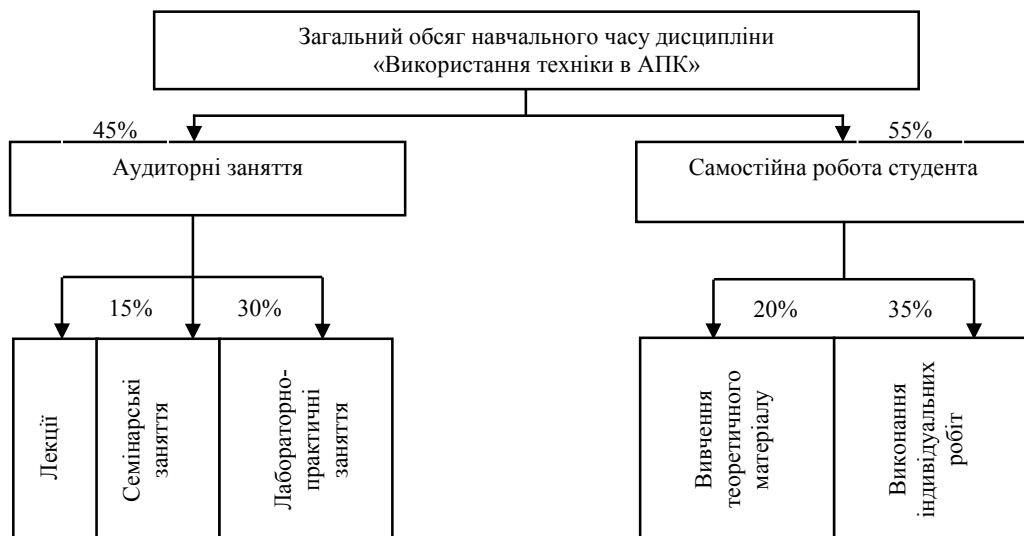 Загальний обсяг навчального часу дисципліни
«Використання техніки в АПК»
45%
55%
Аудиторні заняття
Самостійна робота студента
15%
30%
20%
35%
Лекції
Семінарські
заняття
Лабораторно-
практичні
заняття
Вивчення
теоретичного
матеріалу
Виконання
індивідуальних
робіт